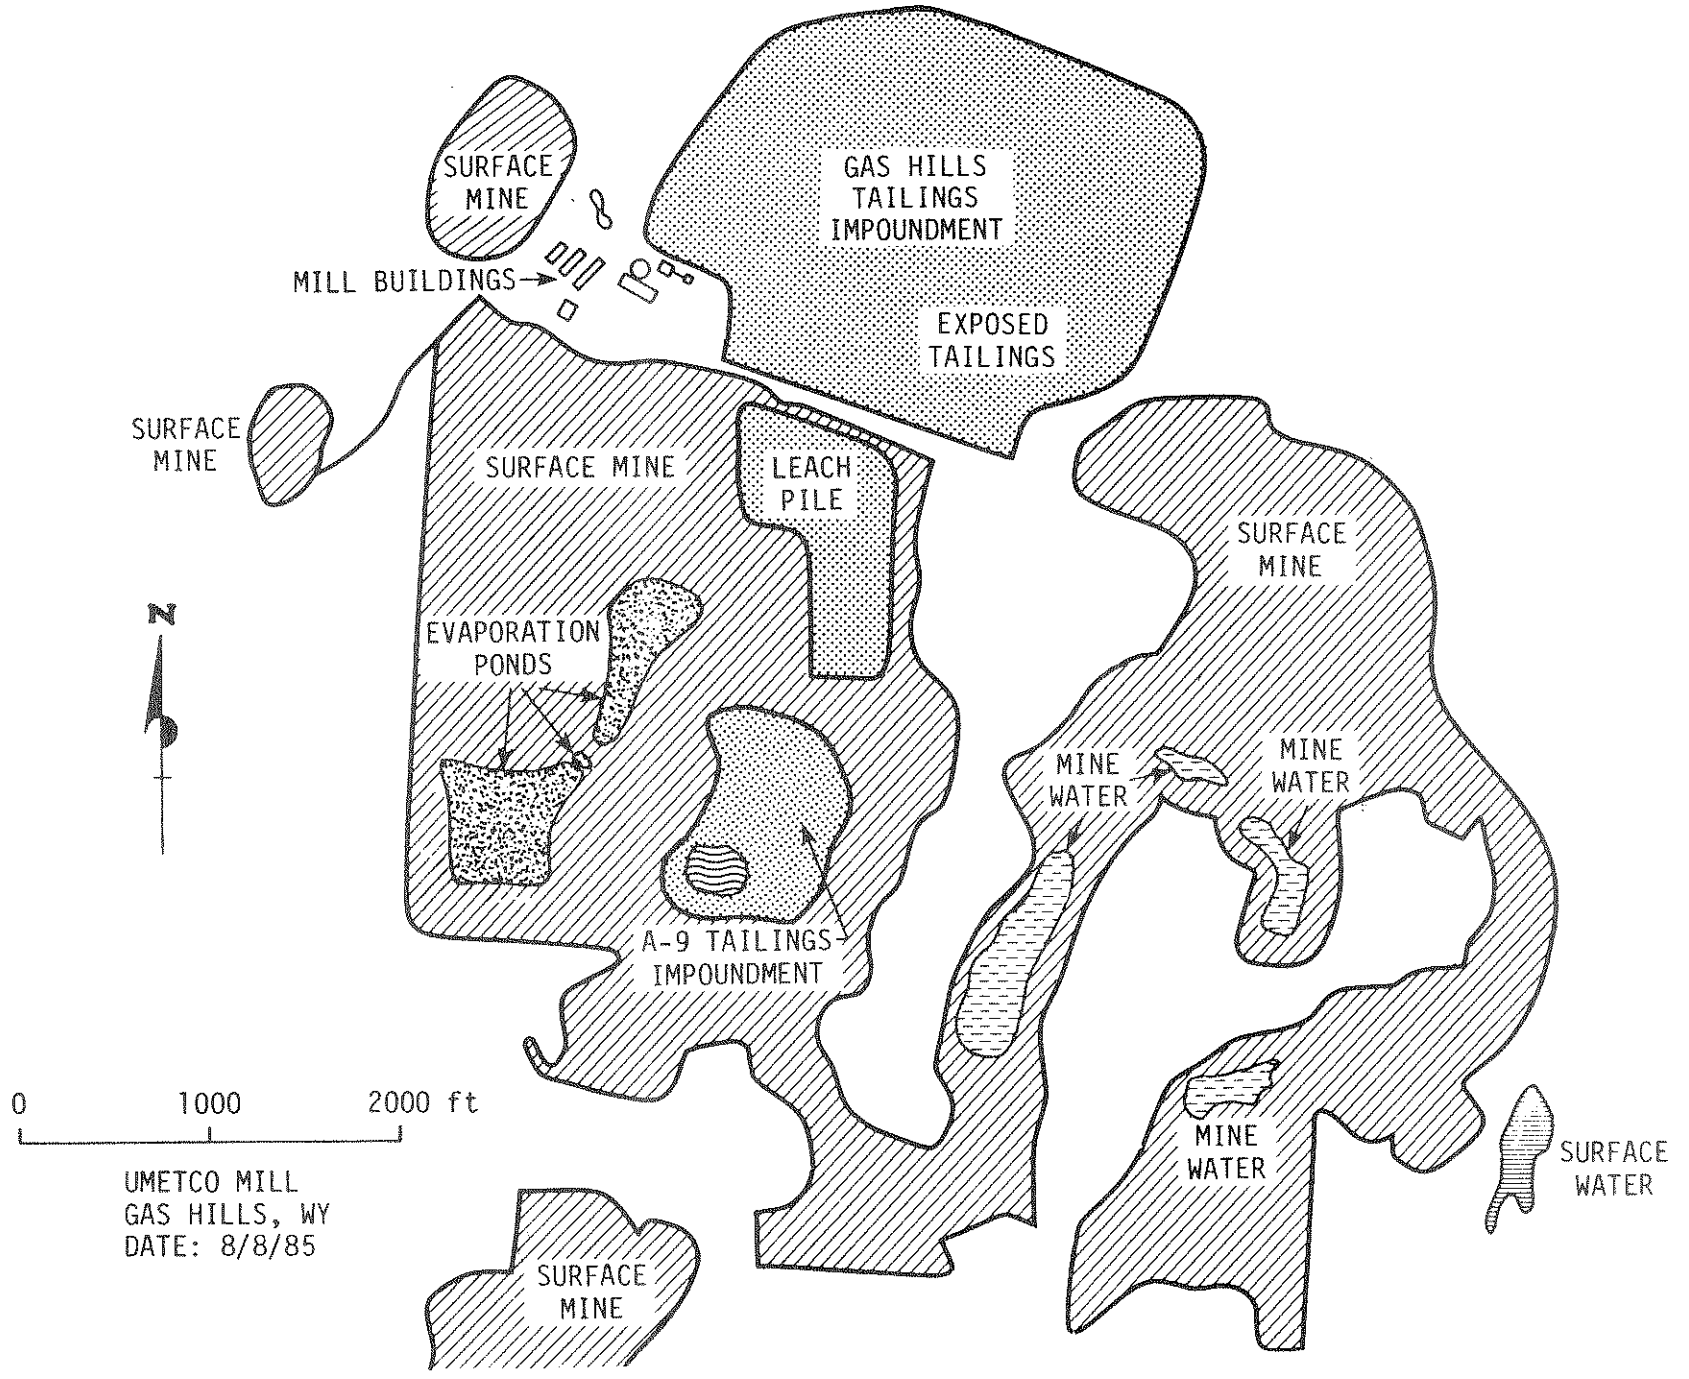 GAS HILLS
TAILINGS
IMPOUNDMENT
SURFACE
MINE
MILL BUILDINGS
EXPOSED
TAILINGS
SURFACE
MINE
SURFACE MINE
LEACH
PILE
SURFACE
MINE
N
EVAPORATION
PONDS
MINE
WATER
MINE
WATER
A-9 TAILINGS
IMPOUNDMENT
0 1000 2000 ft
MINE
WATER
SURFACE
WATER
UMETCO MILL
GAS HILLS, WY
DATE: 8/8/85
SURFACE
MINE